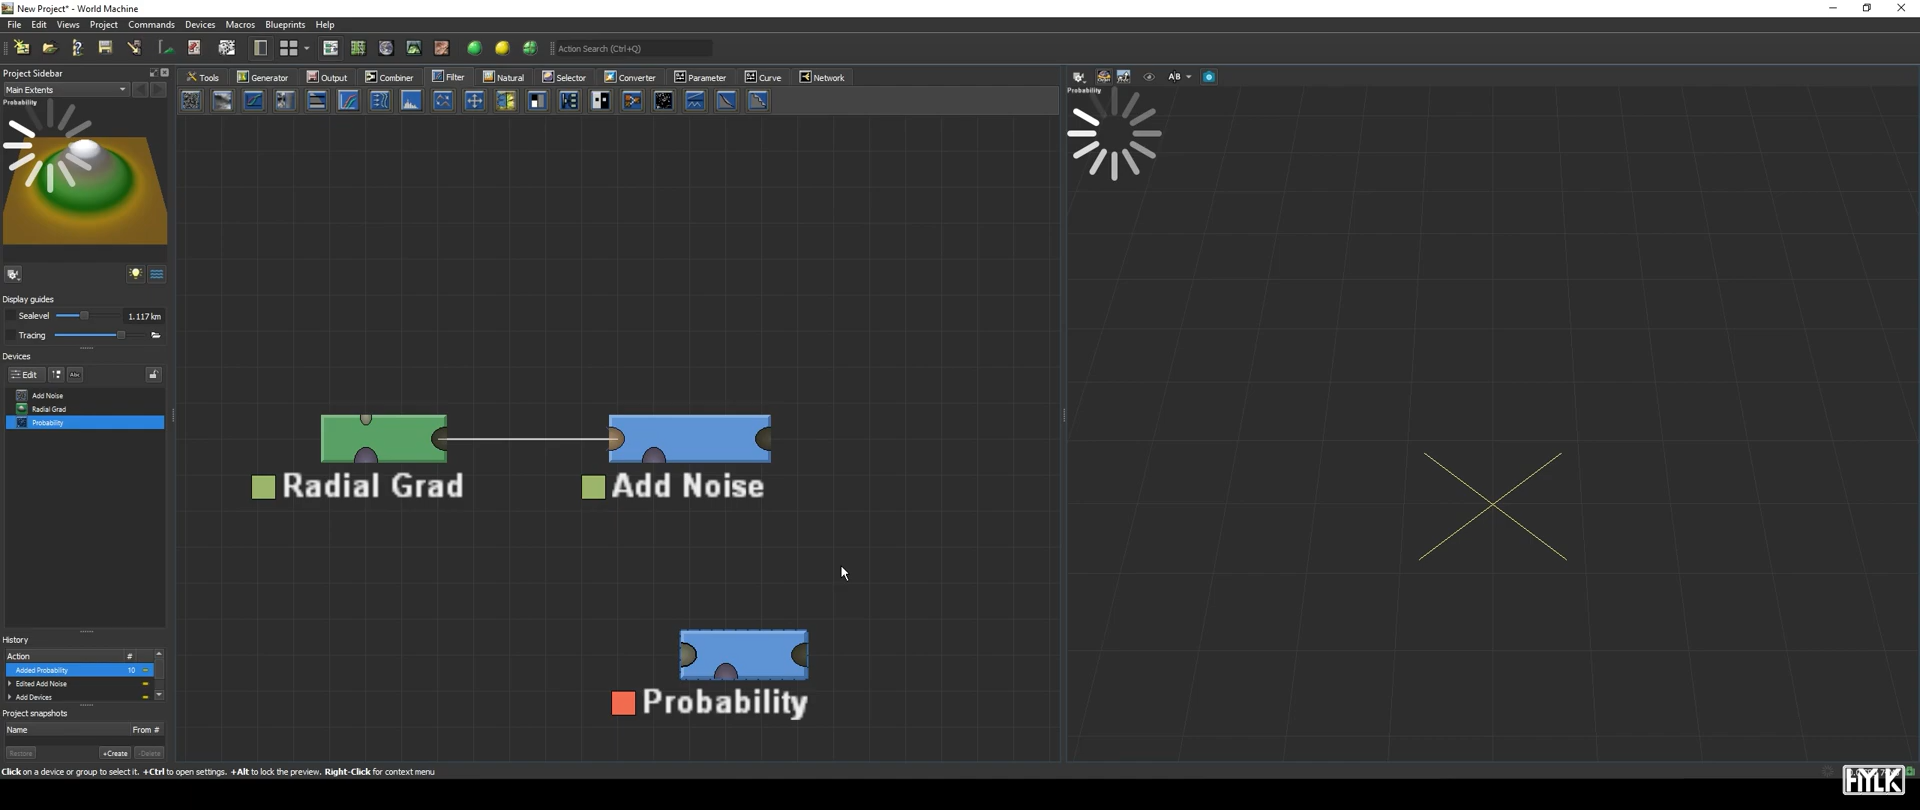 New Project* - World Machine
File Edit Views Project Commands Devices Macros Blueprints Help
Action Search (Ctrl+Q)
Project Sidebar
Tools Generator Output Combiner Filter Natural Selector Converter Parameter Curve Network
AB
Main Extents
Probability
Probability
Display guides
Sealevel 1.117 km
Tracing
Devices
Edit Abc
Add Noise
Radial Grad
Probability
Radial Grad
Add Noise
Probability
History
Action #
Added Probability 10
Edited Add Noise
Add Devices
Project snapshots
Name From #
Restore +Create -Delete
Click on a device or group to select it. +Ctrl to open settings. +Alt to lock the preview. Right-Click for context menu
HYLK